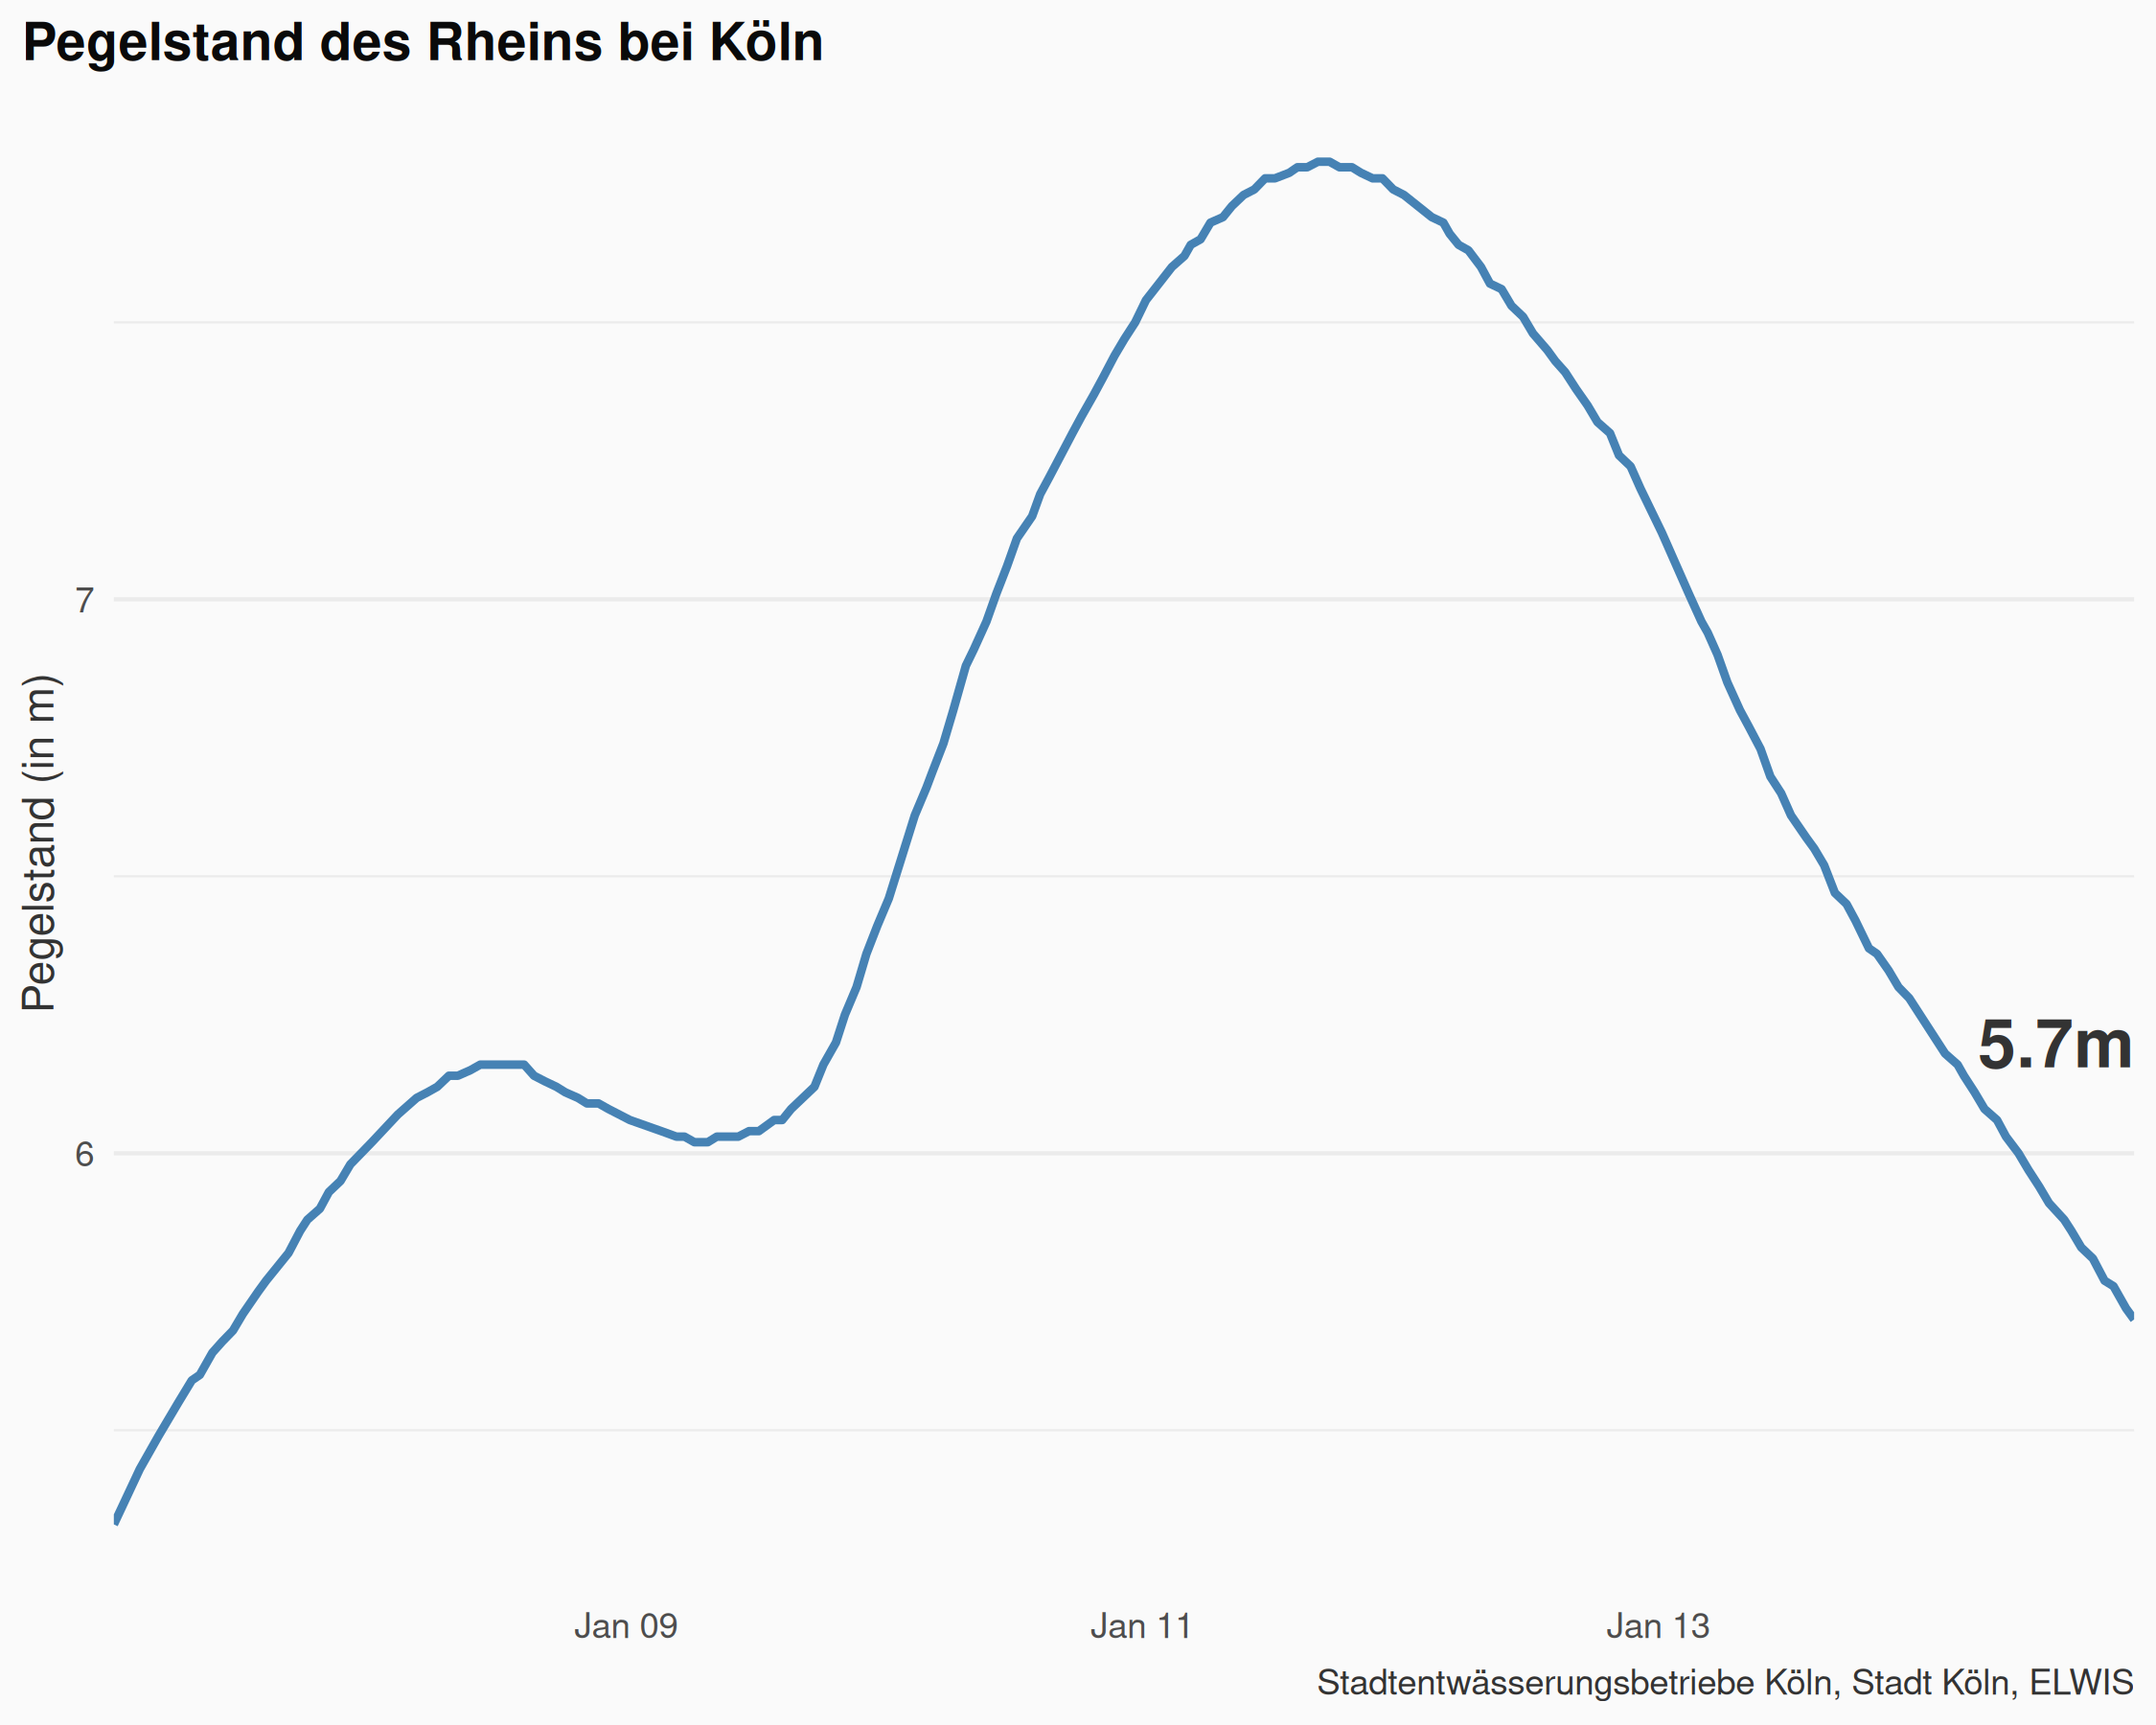 Pegelstand des Rheins bei Köln
Pegelstand (in m)
7
6
5.7m
Jan 09
Jan 11
Jan 13
Stadtentwässerungsbetriebe Köln, Stadt Köln, ELWIS